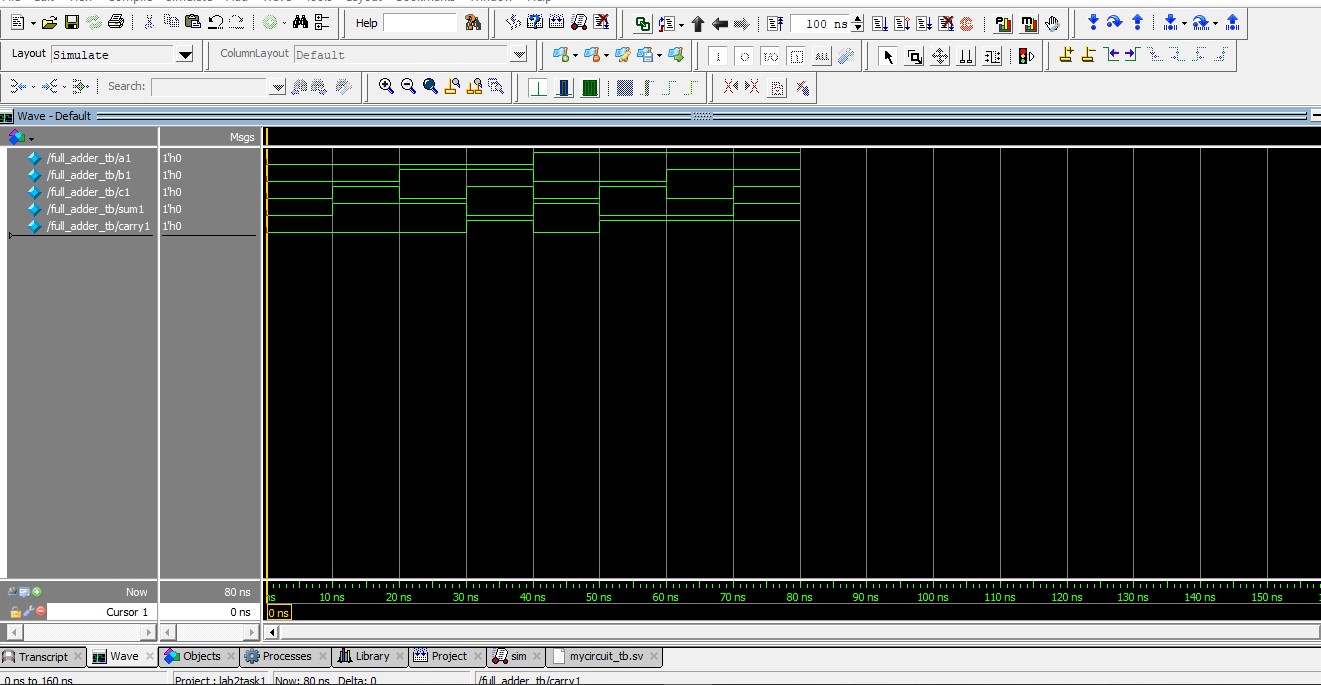 Help
100 ns
Layout Simulate
ColumnLayout Default
ALL
Search:
Wave - Default
Msgs
/full_adder_tb/a1 1'h0
/full_adder_tb/b1 1'h0
/full_adder_tb/c1 1'h0
/full_adder_tb/sum1 1'h0
/full_adder_tb/carry1 1'h0
Now 80 ns
ns 10 ns 20 ns 30 ns 40 ns 50 ns 60 ns 70 ns 80 ns 90 ns 100 ns 110 ns 120 ns 130 ns 140 ns 150 ns
Cursor 1 0 ns 0 ns
Transcript Wave Objects Processes Library Project sim mycircuit_tb.sv
0 ns to 160 ns Project : lab2task1 Now: 80 ns Delta: 0 /full_adder_tb/carry1